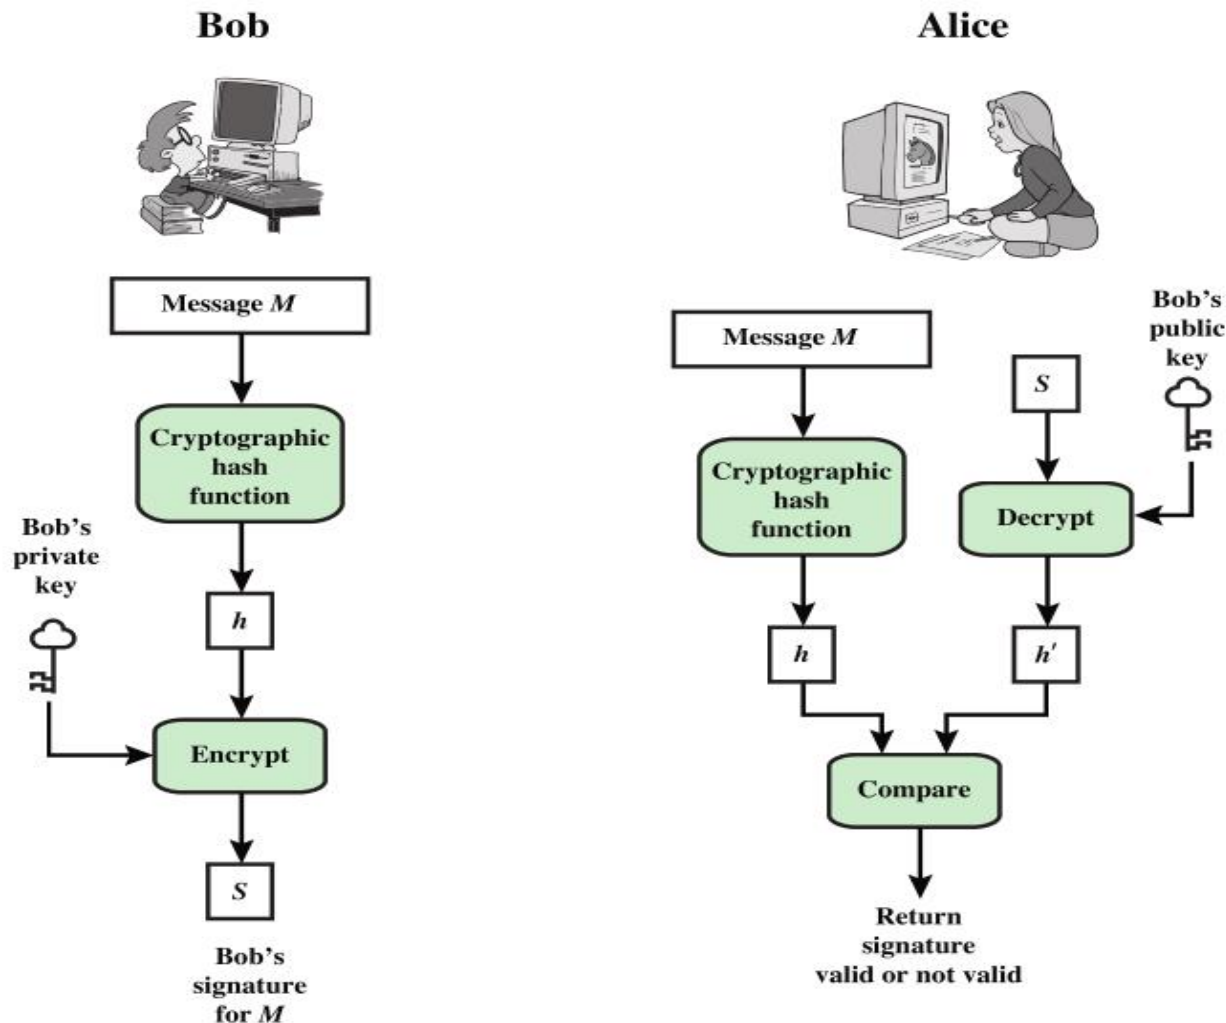 Bob
Message M
Cryptographic
hash
function
Bob's
private
key
h
Encrypt
S
Bob's
signature
for M
Alice
Message M
Bob's
public
key
S
Cryptographic
hash
function
Decrypt
h
h'
Compare
Return
signature
valid or not valid